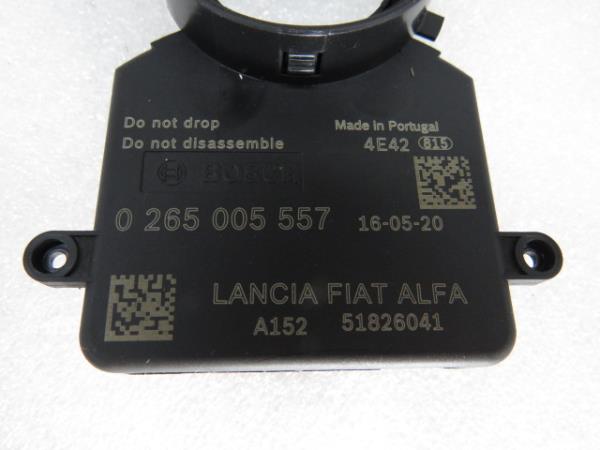 Do not drop
Made in Portugal
Do not disassemble
4E42 815
BOSCH
0 265 005 557
16-05-20
LANCIA FIAT ALFA
A152 51826041